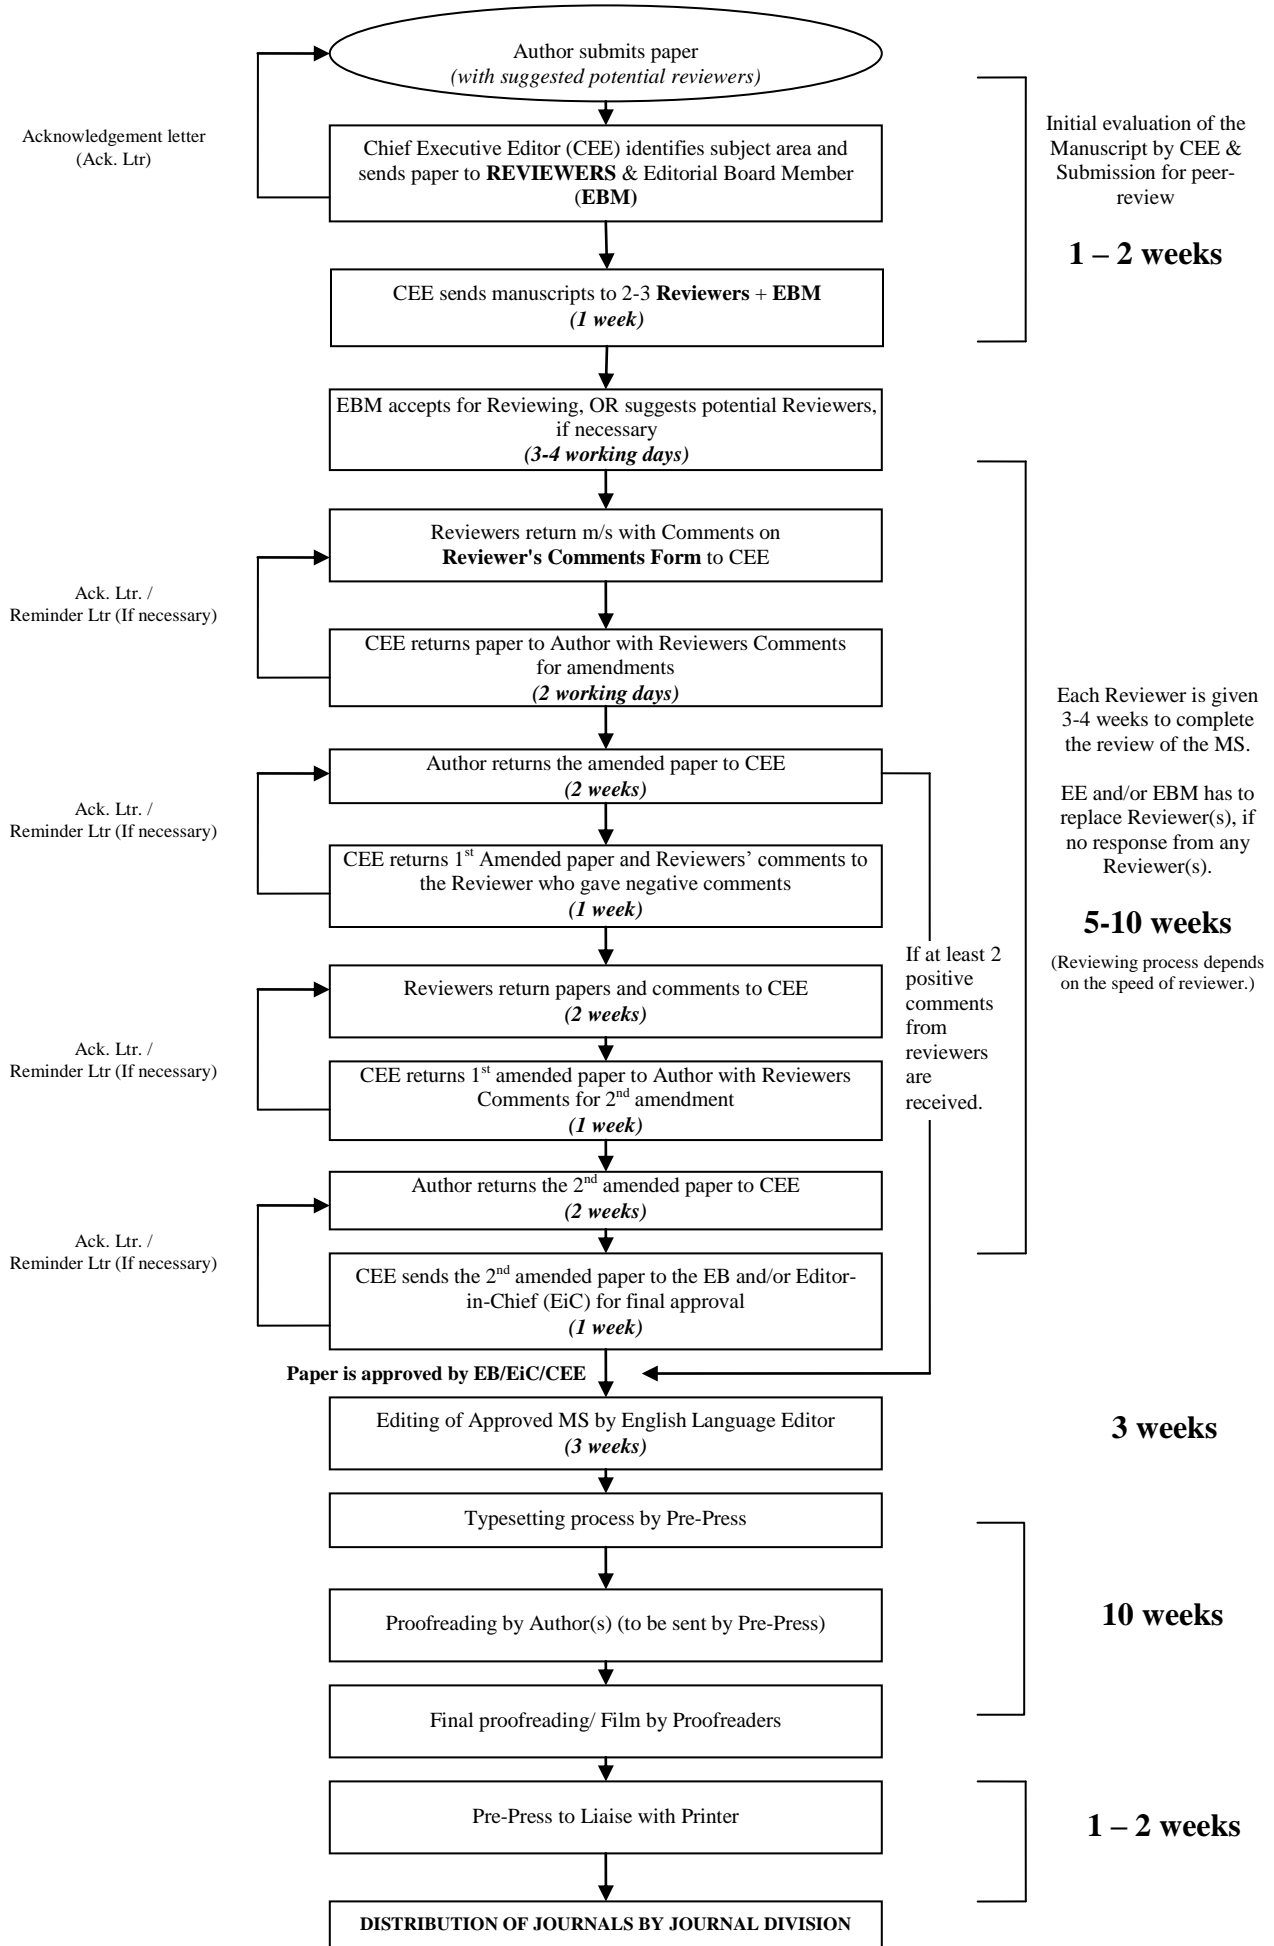 Author submits paper
(with suggested potential reviewers)
Acknowledgement letter
(Ack. Ltr)
Chief Executive Editor (CEE) identifies subject area and
sends paper to REVIEWERS & Editorial Board Member
(EBM)
CEE sends manuscripts to 2-3 Reviewers + EBM
(1 week)
Initial evaluation of the
Manuscript by CEE &
Submission for peer-
review
1 – 2 weeks
EBM accepts for Reviewing, OR suggests potential Reviewers,
if necessary
(3-4 working days)
Reviewers return m/s with Comments on
Reviewer's Comments Form to CEE
Ack. Ltr. /
Reminder Ltr (If necessary)
CEE returns paper to Author with Reviewers Comments
for amendments
(2 working days)
Author returns the amended paper to CEE
(2 weeks)
Ack. Ltr. /
Reminder Ltr (If necessary)
CEE returns 1st Amended paper and Reviewers’ comments to
the Reviewer who gave negative comments
(1 week)
Reviewers return papers and comments to CEE
(2 weeks)
Ack. Ltr. /
Reminder Ltr (If necessary)
CEE returns 1st amended paper to Author with Reviewers
Comments for 2nd amendment
(1 week)
Author returns the 2nd amended paper to CEE
(2 weeks)
Ack. Ltr. /
Reminder Ltr (If necessary)
CEE sends the 2nd amended paper to the EB and/or Editor-
in-Chief (EiC) for final approval
(1 week)
If at least 2
positive
comments
from
reviewers
are
received.
Each Reviewer is given
3-4 weeks to complete
the review of the MS.
EE and/or EBM has to
replace Reviewer(s), if
no response from any
Reviewer(s).
5-10 weeks
(Reviewing process depends
on the speed of reviewer.)
Paper is approved by EB/EiC/CEE
Editing of Approved MS by English Language Editor
(3 weeks)
3 weeks
Typesetting process by Pre-Press
Proofreading by Author(s) (to be sent by Pre-Press)
Final proofreading/ Film by Proofreaders
10 weeks
Pre-Press to Liaise with Printer
1 – 2 weeks
DISTRIBUTION OF JOURNALS BY JOURNAL DIVISION